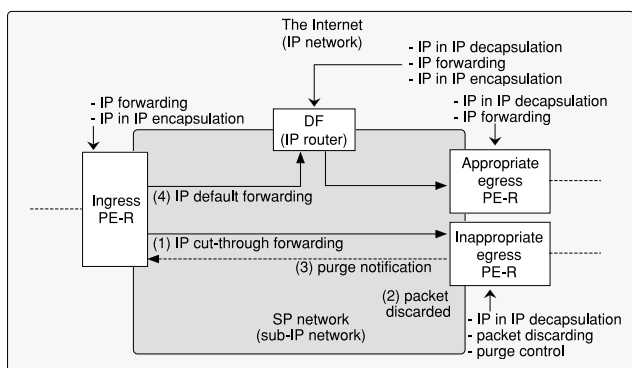 The Internet
(IP network)
- IP in IP decapsulation
- IP forwarding
- IP in IP encapsulation
- IP forwarding
- IP in IP encapsulation
DF
(IP router)
- IP in IP decapsulation
- IP forwarding
Ingress
PE-R
Appropriate
egress
PE-R
(4) IP default forwarding
(1) IP cut-through forwarding
Inappropriate
egress
PE-R
(3) purge notification
(2) packet
discarded
SP network
(sub-IP network)
- IP in IP decapsulation
- packet discarding
- purge control